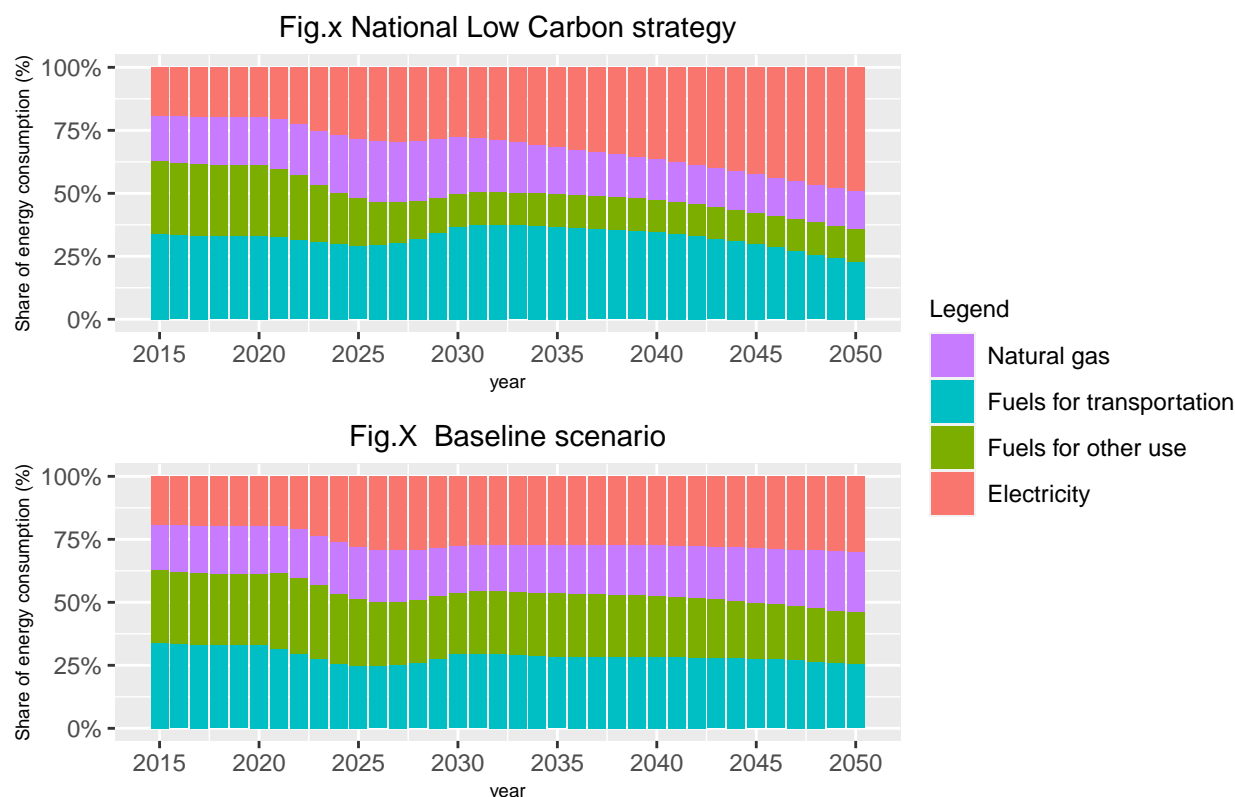 Fig.x National Low Carbon strategy
Share of energy consumption (%)
100%
75%
50%
25%
0%
2015 2020 2025 2030 2035 2040 2045 2050
year
Legend
Natural gas
Fuels for transportation
Fuels for other use
Electricity
Fig.X  Baseline scenario
Share of energy consumption (%)
100%
75%
50%
25%
0%
2015 2020 2025 2030 2035 2040 2045 2050
year